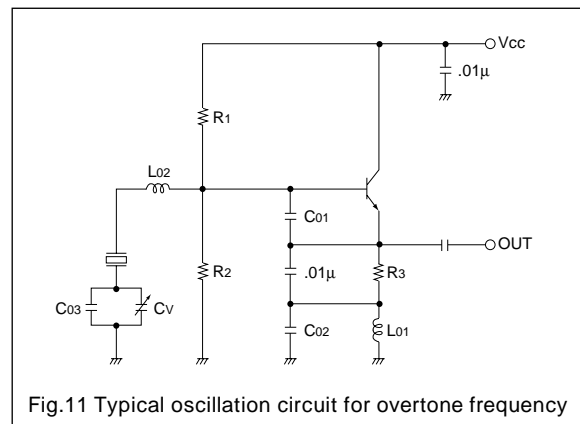 Vcc
.01μ
R1
L02
C01
OUT
R2
.01μ
R3
C03
CV
C02
L01
Fig.11 Typical oscillation circuit for overtone frequency